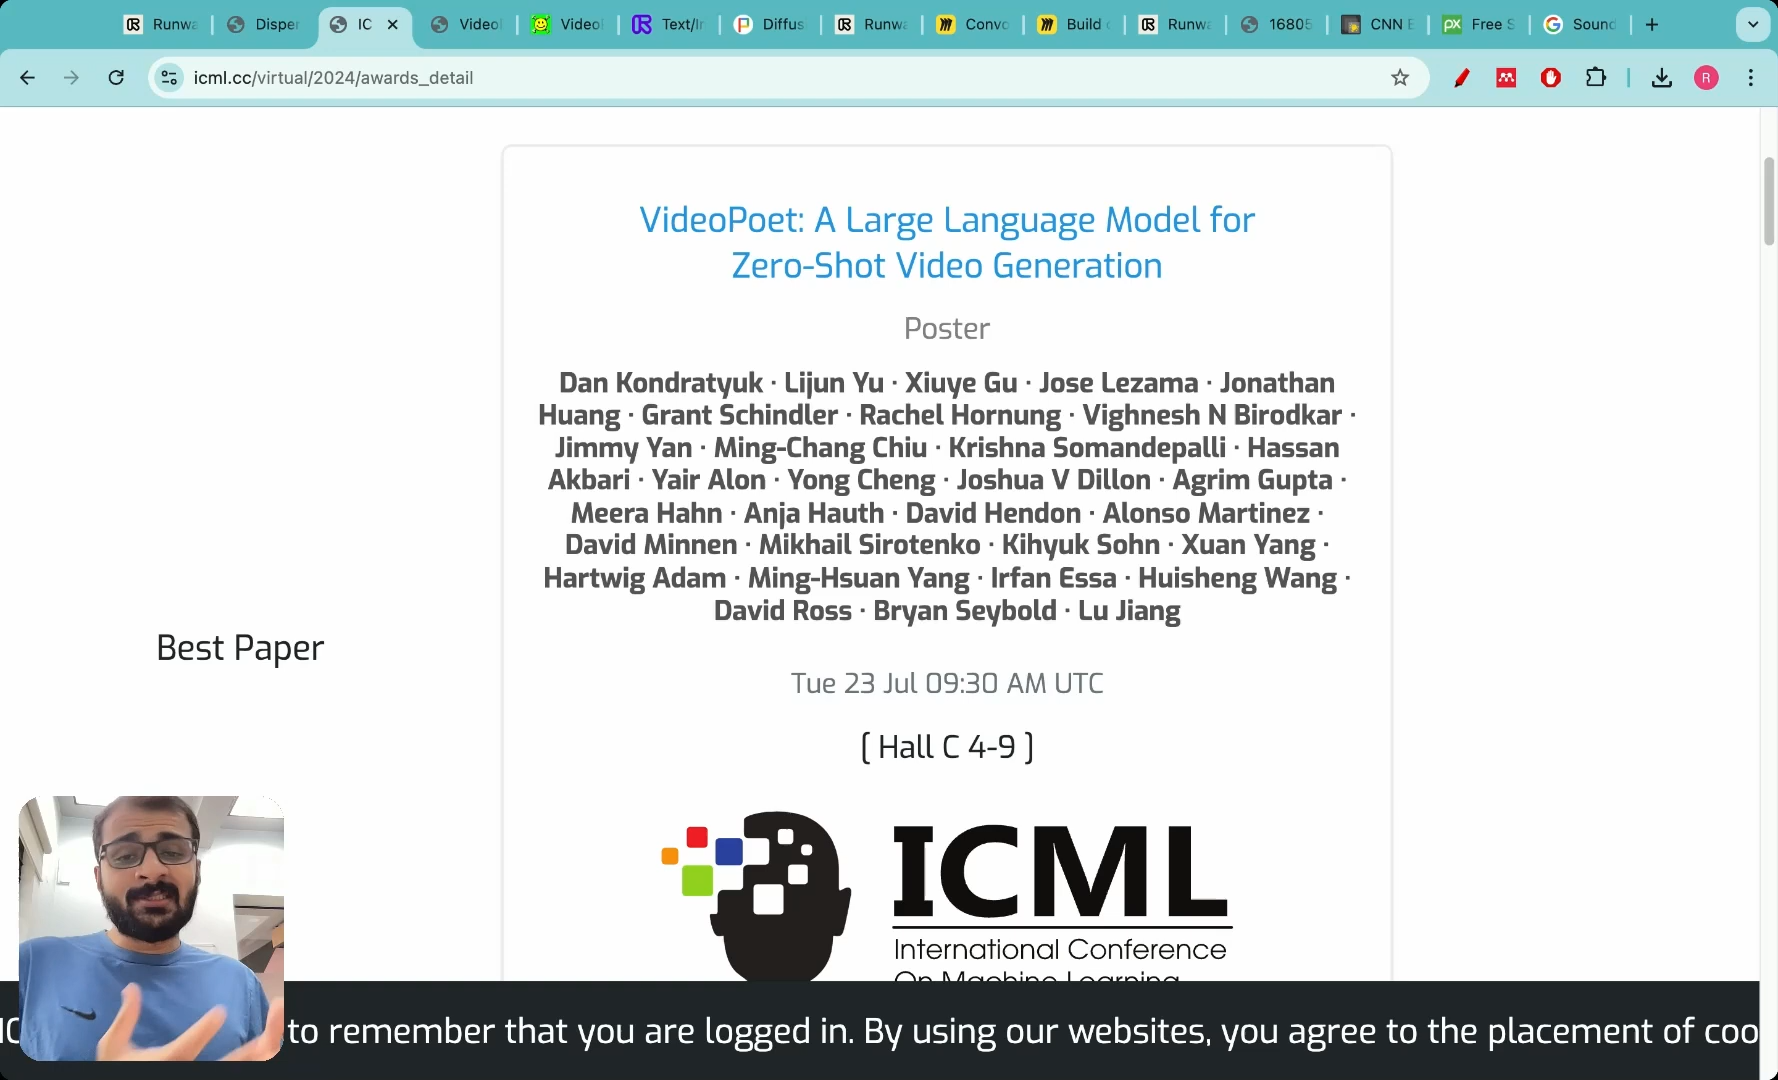 Runwa
Disper
IC
Video
Video
Text/Ir
Diffus
Runwa
Convo
Build
Runwa
16805
CNN E
Free S
Sound
icml.cc/virtual/2024/awards_detail
R
VideoPoet: A Large Language Model for
Zero-Shot Video Generation
Poster
Dan Kondratyuk · Lijun Yu · Xiuye Gu · Jose Lezama · Jonathan
Huang · Grant Schindler · Rachel Hornung · Vighnesh N Birodkar ·
Jimmy Yan · Ming-Chang Chiu · Krishna Somandepalli · Hassan
Akbari · Yair Alon · Yong Cheng · Joshua V Dillon · Agrim Gupta ·
Meera Hahn · Anja Hauth · David Hendon · Alonso Martinez ·
David Minnen · Mikhail Sirotenko · Kihyuk Sohn · Xuan Yang ·
Hartwig Adam · Ming-Hsuan Yang · Irfan Essa · Huisheng Wang ·
David Ross · Bryan Seybold · Lu Jiang
Best Paper
Tue 23 Jul 09:30 AM UTC
[ Hall C 4-9 ]
ICML
International Conference
On Machine Learning
to remember that you are logged in. By using our websites, you agree to the placement of coo